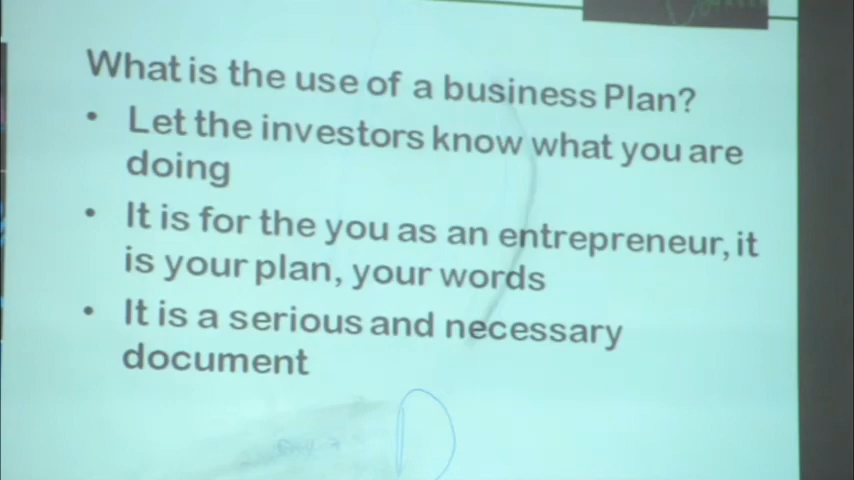 What is the use of a business Plan?
• Let the investors know what you are
doing
• It is for the you as an entrepreneur, it
is your plan, your words
• It is a serious and necessary
document